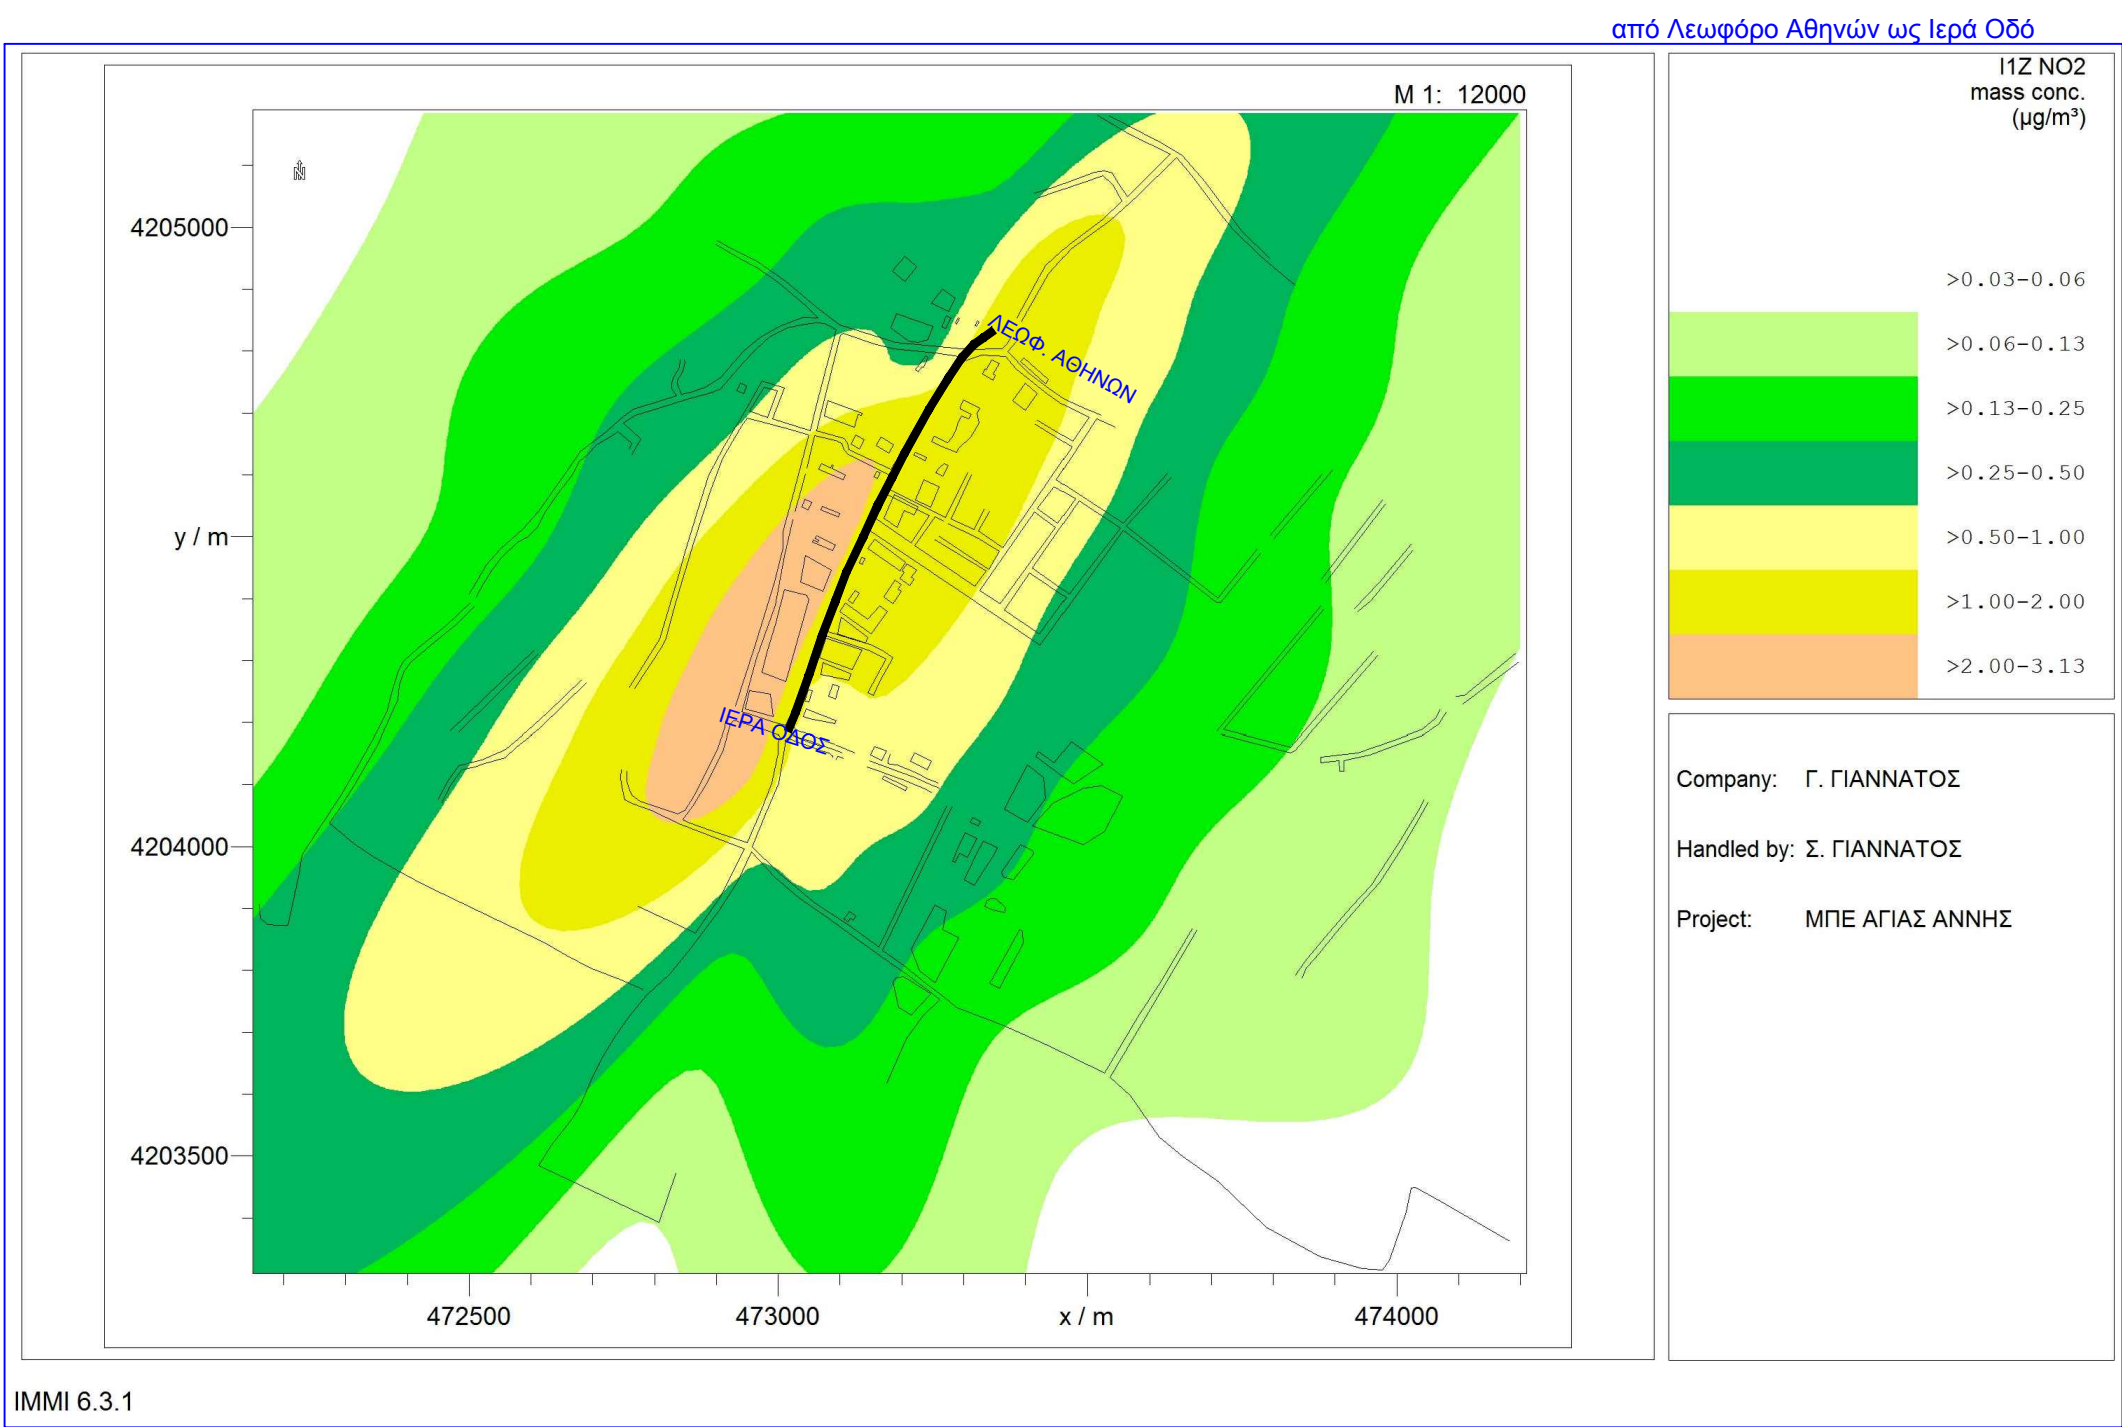 από Λεωφόρο Αθηνών ως Ιερά Οδό
M 1: 12000
I1Z NO2
mass conc.
(µg/m³)
N
4205000
>0.03-0.06
ΛΕΩΦ. ΑΘΗΝΩΝ
>0.06-0.13
>0.13-0.25
>0.25-0.50
y / m
>0.50-1.00
>1.00-2.00
>2.00-3.13
ΙΕΡΑ ΟΔΟΣ
Company: Γ. ΓΙΑΝΝΑΤΟΣ
4204000
Handled by: Σ. ΓΙΑΝΝΑΤΟΣ
Project: ΜΠΕ ΑΓΙΑΣ ΑΝΝΗΣ
4203500
472500 473000 x / m 474000
IMMI 6.3.1